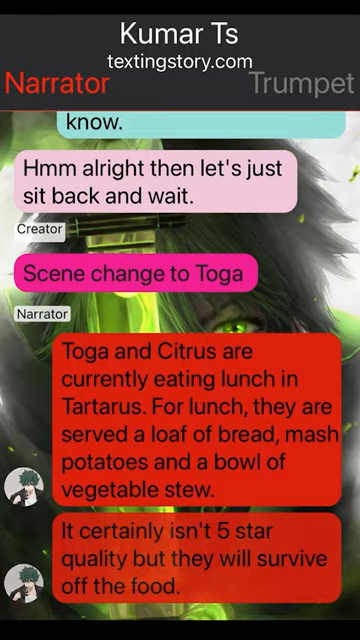 Kumar Ts
textingstory.com
Narrator
Trumpet
know.
Hmm alright then let's just
sit back and wait.
Creator
Scene change to Toga
Narrator
Toga and Citrus are
currently eating lunch in
Tartarus. For lunch, they are
served a loaf of bread, mash
potatoes and a bowl of
vegetable stew.
It certainly isn't 5 star
quality but they will survive
off the food.